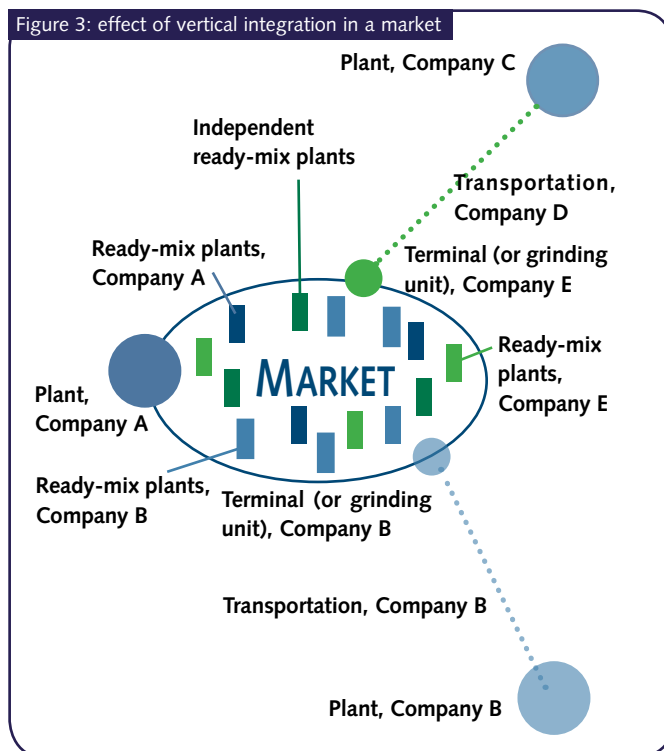 Figure 3: effect of vertical integration in a market
Plant, Company C
Independent
ready-mix plants
Transportation,
Company D
Ready-mix plants,
Company A
Terminal (or grinding
unit), Company E
MARKET
Ready-mix
plants,
Company E
Plant,
Company A
Ready-mix plants,
Company B
Terminal (or grinding
unit), Company B
Transportation, Company B
Plant, Company B